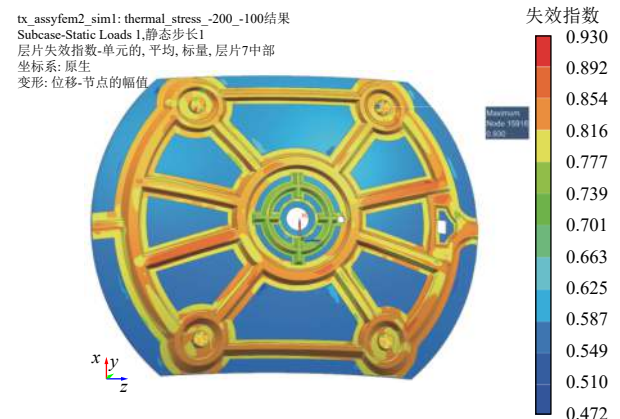 tx_assyfem2_sim1: thermal_stress_-200_-100结果
Subcase-Static Loads 1,静态步长1
层片失效指数-单元的, 平均, 标量, 层片7中部
坐标系: 原生
变形: 位移-节点的幅值
失效指数
0.930
0.892
0.854
0.816
0.777
0.739
0.701
0.663
0.625
0.587
0.549
0.510
0.472
Maximum
Node 15916
0.930
x
y
z